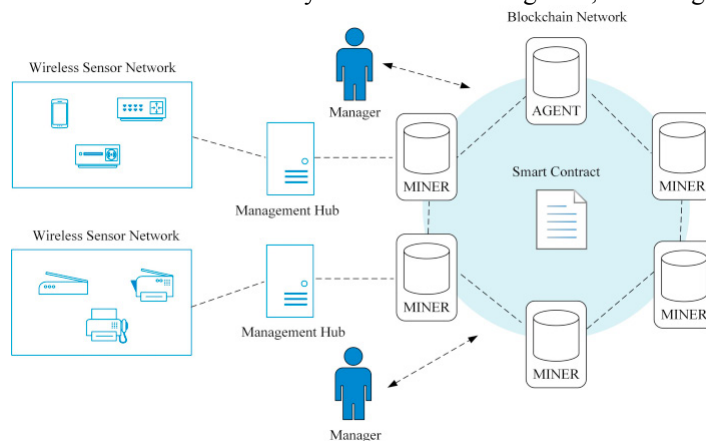 Blockchain Network
Wireless Sensor Network
Manager
AGENT
MINER
MINER
Smart Contract
Management Hub
Wireless Sensor Network
MINER
MINER
Management Hub
MINER
Manager